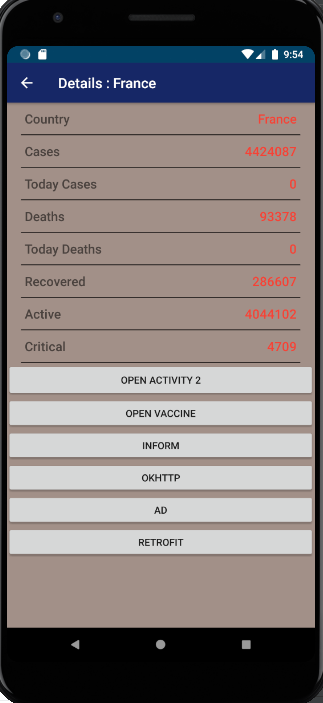 9:54
Details : France
Country France
Cases 4424087
Today Cases 0
Deaths 93378
Today Deaths 0
Recovered 286607
Active 4044102
Critical 4709
OPEN ACTIVITY 2
OPEN VACCINE
INFORM
OKHTTP
AD
RETROFIT